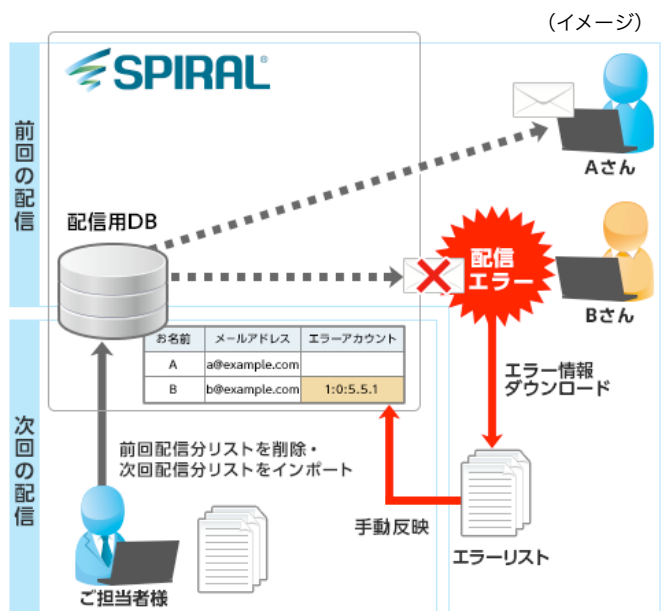 （イメージ）
SPIRAL®
前回の配信
Aさん
配信用DB
配信
エラー
Bさん
お名前 メールアドレス エラーアカウント
A a@example.com
B b@example.com 1:0:5.5.1
エラー情報
ダウンロード
次回の配信
前回配信分リストを削除・
次回配信分リストをインポート
手動反映
エラーリスト
ご担当者様